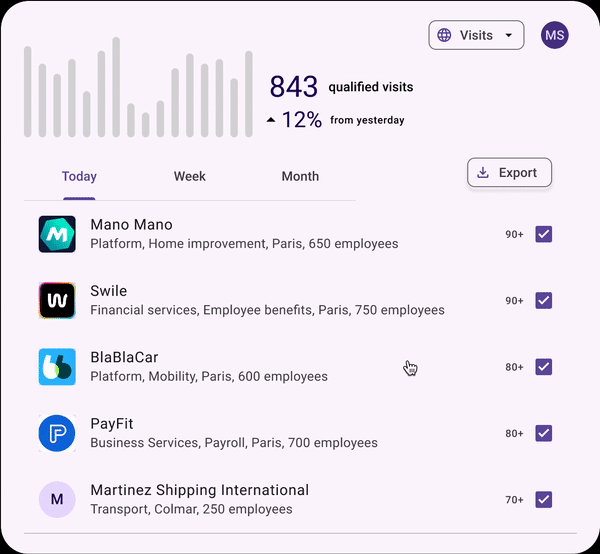 Visits
MS
843 qualified visits
12% from yesterday
Today Week Month
Export
Mano Mano
Platform, Home improvement, Paris, 650 employees
90+
Swile
Financial services, Employee benefits, Paris, 750 employees
90+
BlaBlaCar
Platform, Mobility, Paris, 600 employees
80+
PayFit
Business Services, Payroll, Paris, 700 employees
80+
M
Martinez Shipping International
Transport, Colmar, 250 employees
70+